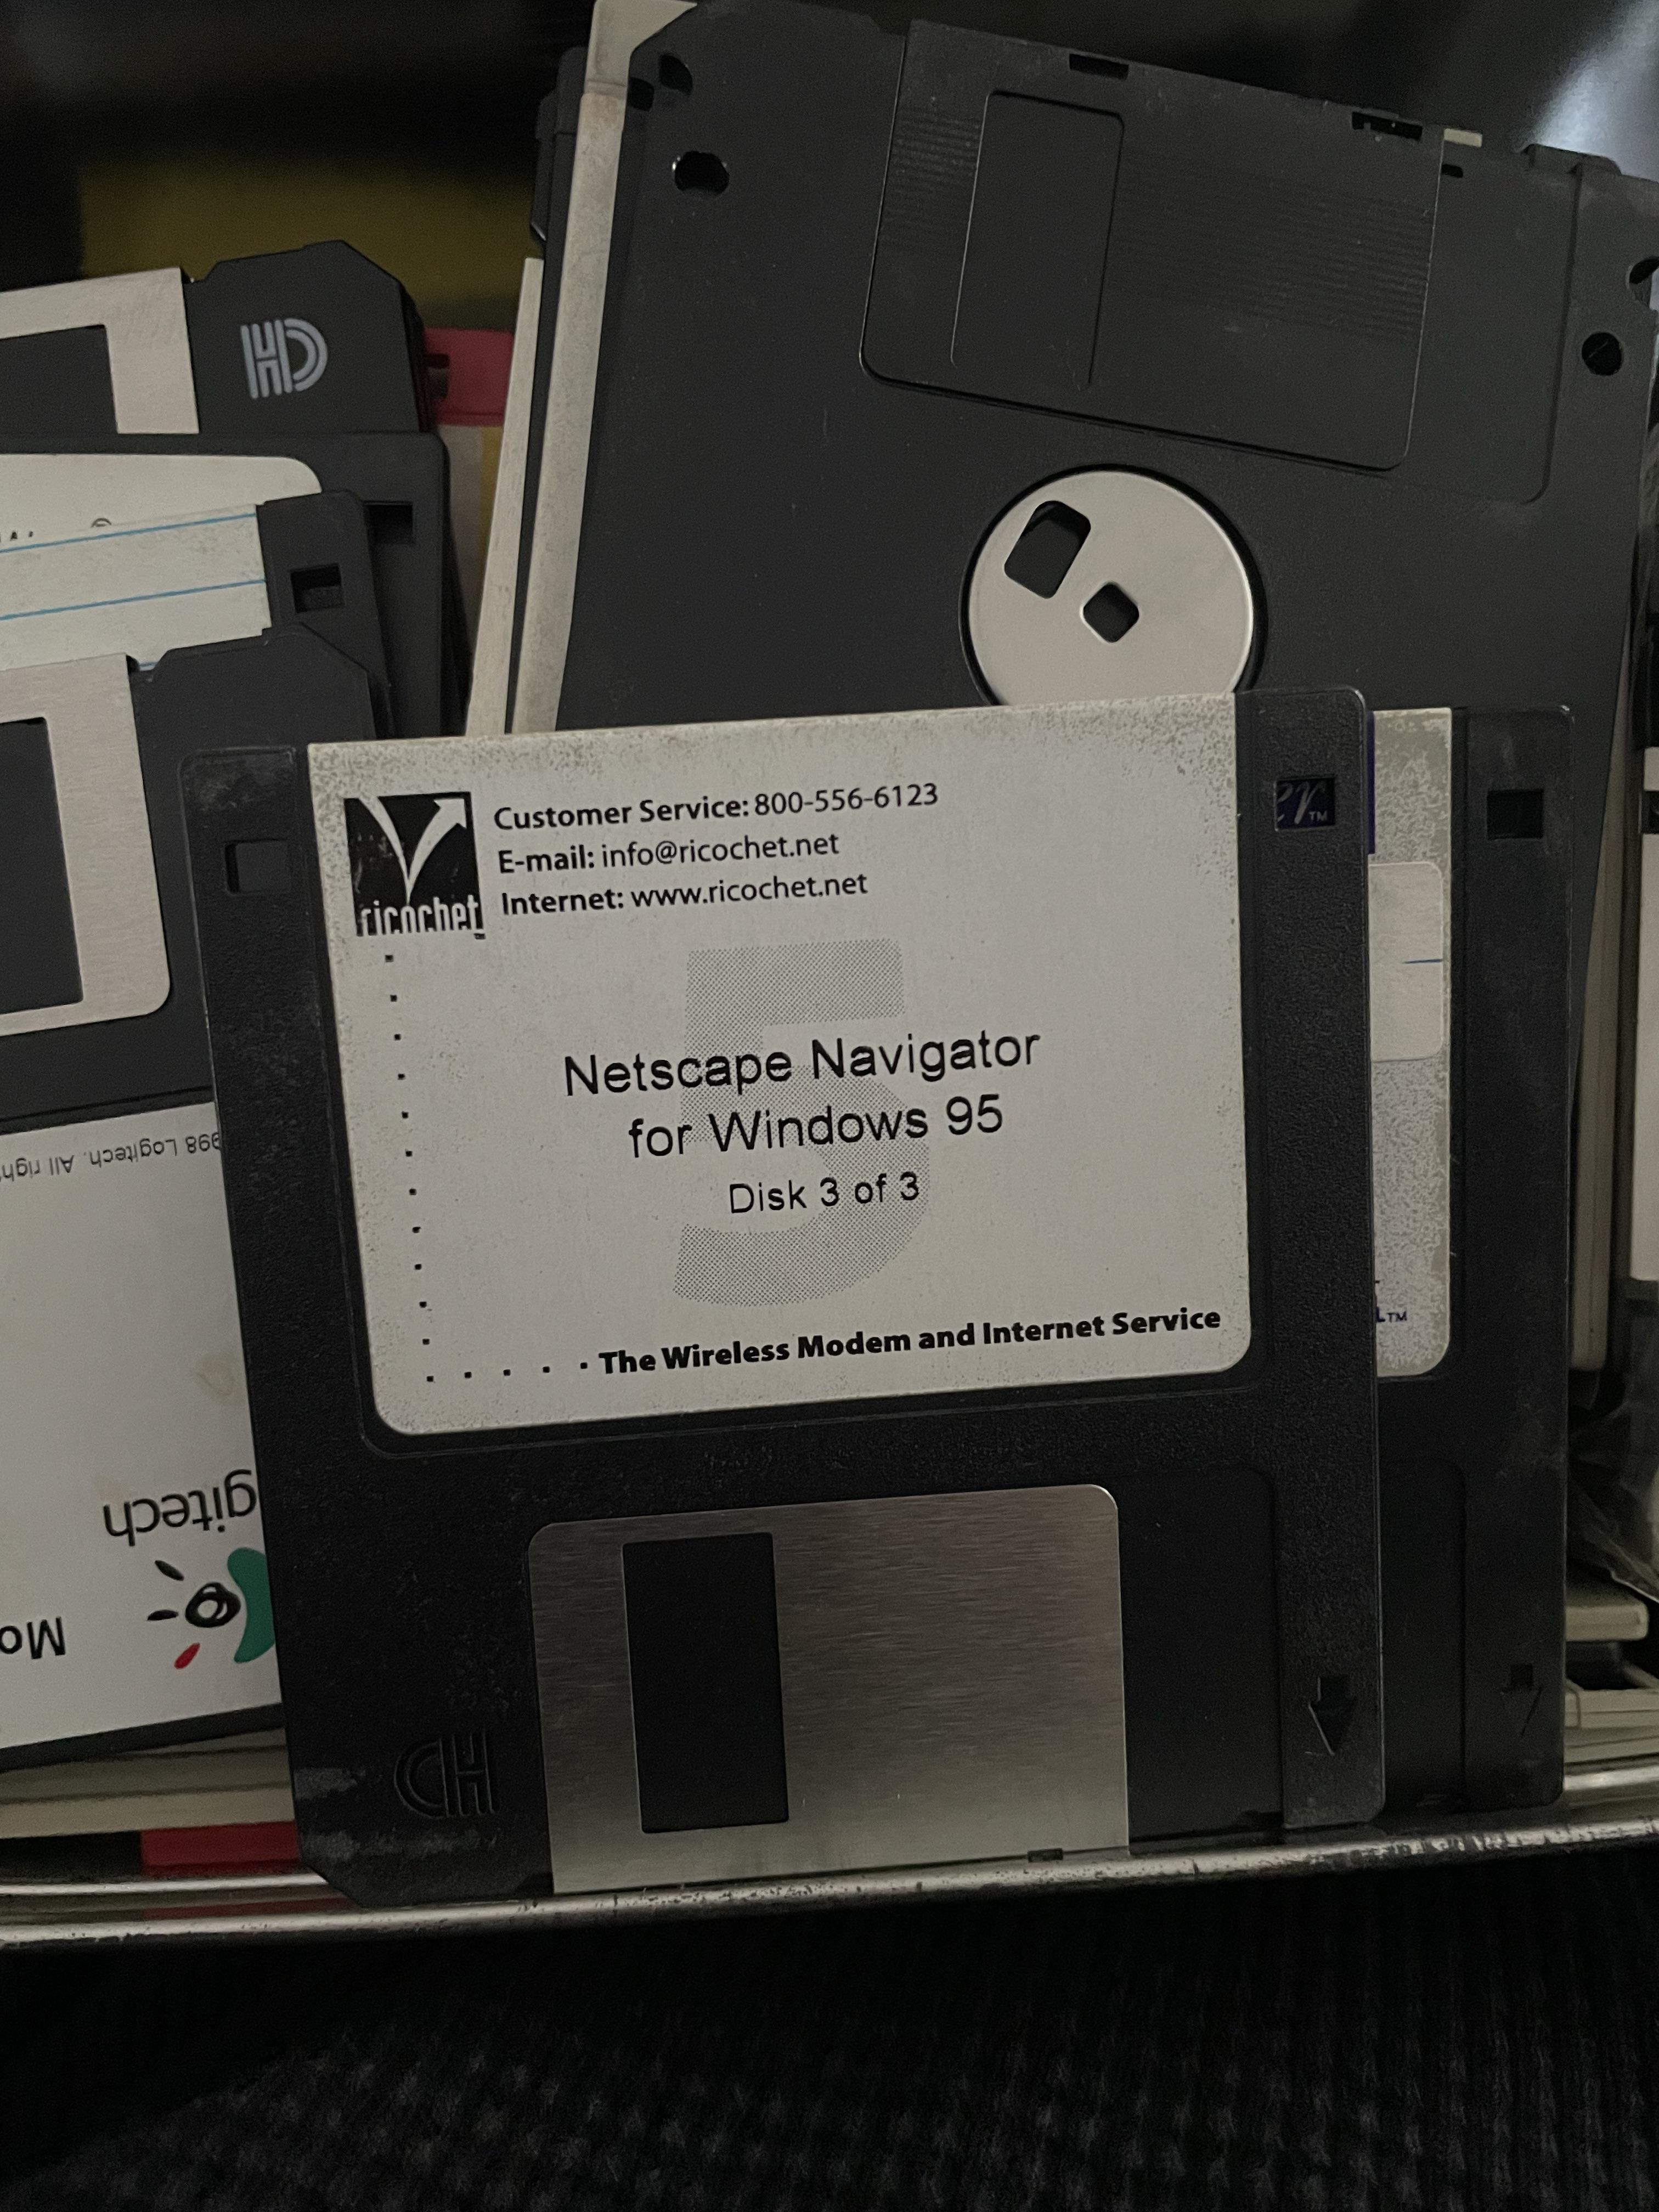 HD
ricochet
Customer Service: 800-556-6123
E-mail: info@ricochet.net
Internet: www.ricochet.net
5
Netscape Navigator
for Windows 95
Disk 3 of 3
The Wireless Modem and Internet Service
HD
998 Logitech. All righ
gitech
Mo
TM
LTM